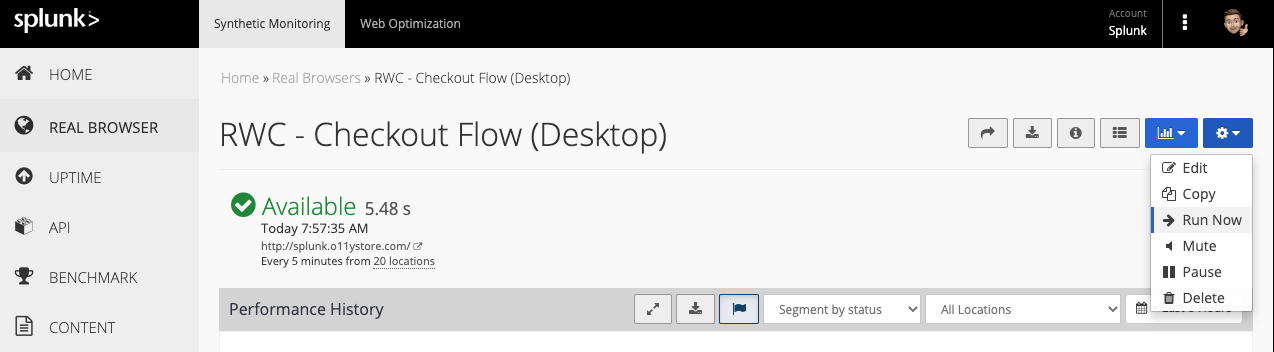 splunk>
Synthetic Monitoring
Web Optimization
Account
Splunk
HOME
REAL BROWSER
UPTIME
API
BENCHMARK
CONTENT
Home » Real Browsers » RWC - Checkout Flow (Desktop)
RWC - Checkout Flow (Desktop)
Edit
Copy
Run Now
Mute
Pause
Delete
Available 5.48 s
Today 7:57:35 AM
http://splunk.o11ystore.com/
Every 5 minutes from 20 locations
Performance History
Segment by status
All Locations